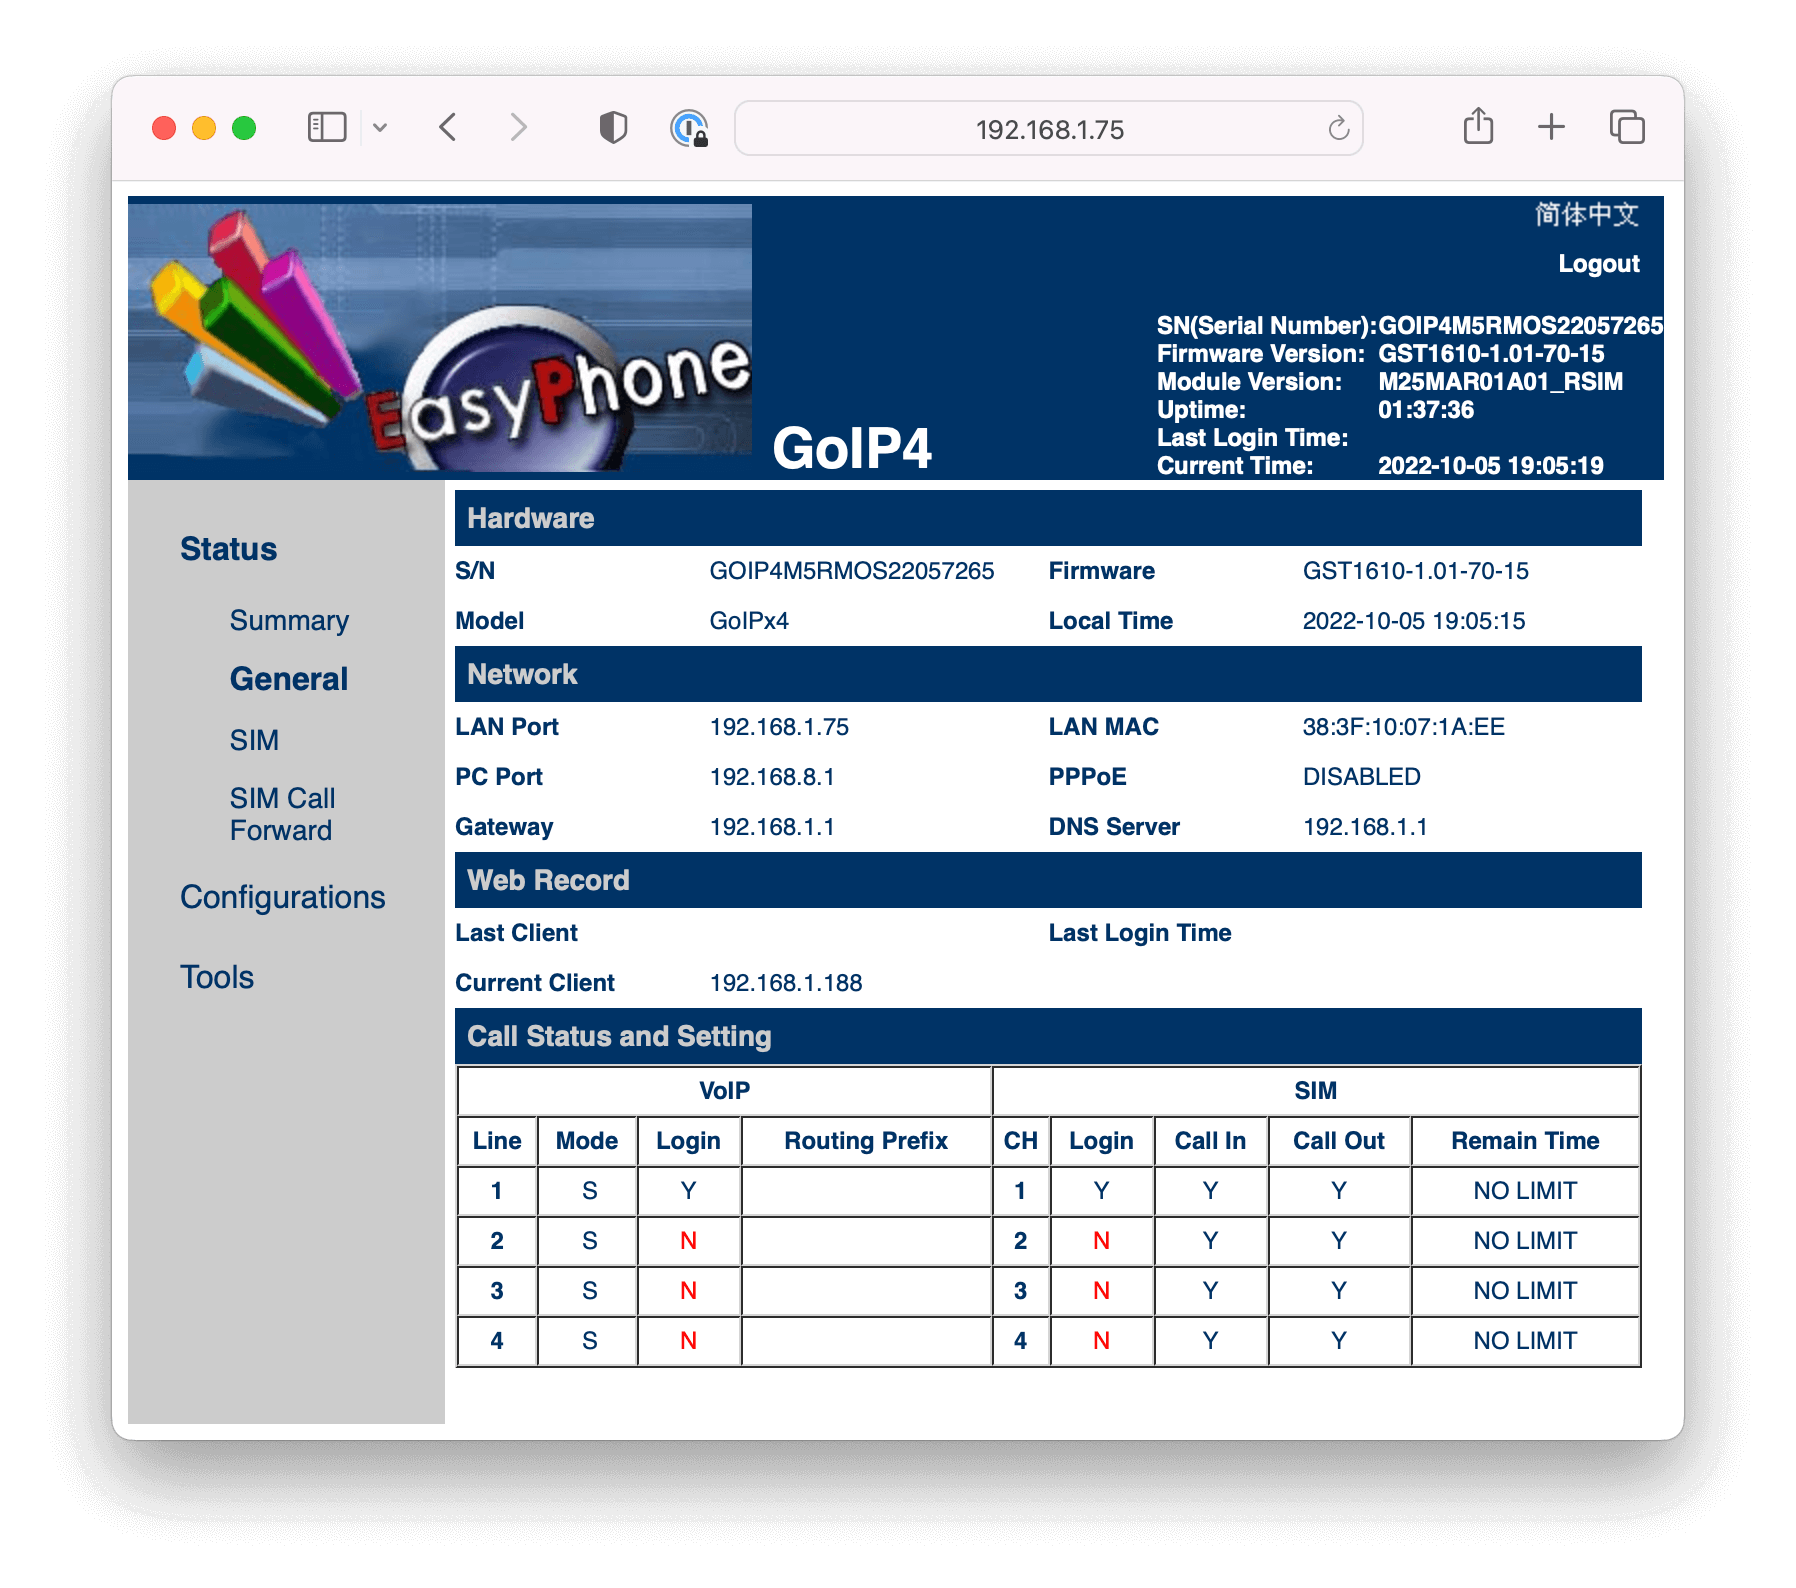 192.168.1.75
简体中文
Logout
EasyPhone
GoIP4
SN(Serial Number):GOIP4M5RMOS22057265
Firmware Version: GST1610-1.01-70-15
Module Version: M25MAR01A01_RSIM
Uptime: 01:37:36
Last Login Time:
Current Time: 2022-10-05 19:05:19
Status
Summary
General
SIM
SIM Call
Forward
Configurations
Tools
Hardware
S/N GOIP4M5RMOS22057265 Firmware GST1610-1.01-70-15
Model GoIPx4 Local Time 2022-10-05 19:05:15
Network
LAN Port 192.168.1.75 LAN MAC 38:3F:10:07:1A:EE
PC Port 192.168.8.1 PPPoE DISABLED
Gateway 192.168.1.1 DNS Server 192.168.1.1
Web Record
Last Client Last Login Time
Current Client 192.168.1.188
Call Status and Setting
VoIP SIM
Line Mode Login Routing Prefix CH Login Call In Call Out Remain Time
1 S Y 1 Y Y Y NO LIMIT
2 S N 2 N Y Y NO LIMIT
3 S N 3 N Y Y NO LIMIT
4 S N 4 N Y Y NO LIMIT